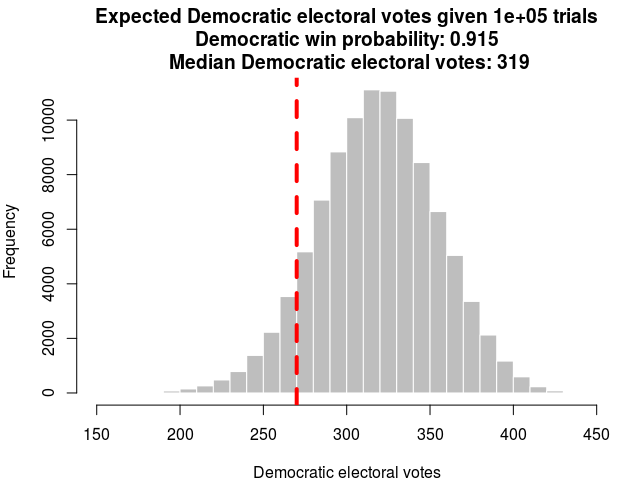 Expected Democratic electoral votes given 1e+05 trials
Democratic win probability: 0.915
Median Democratic electoral votes: 319
Frequency
10000
8000
6000
4000
2000
0
150 200 250 300 350 400 450
Democratic electoral votes